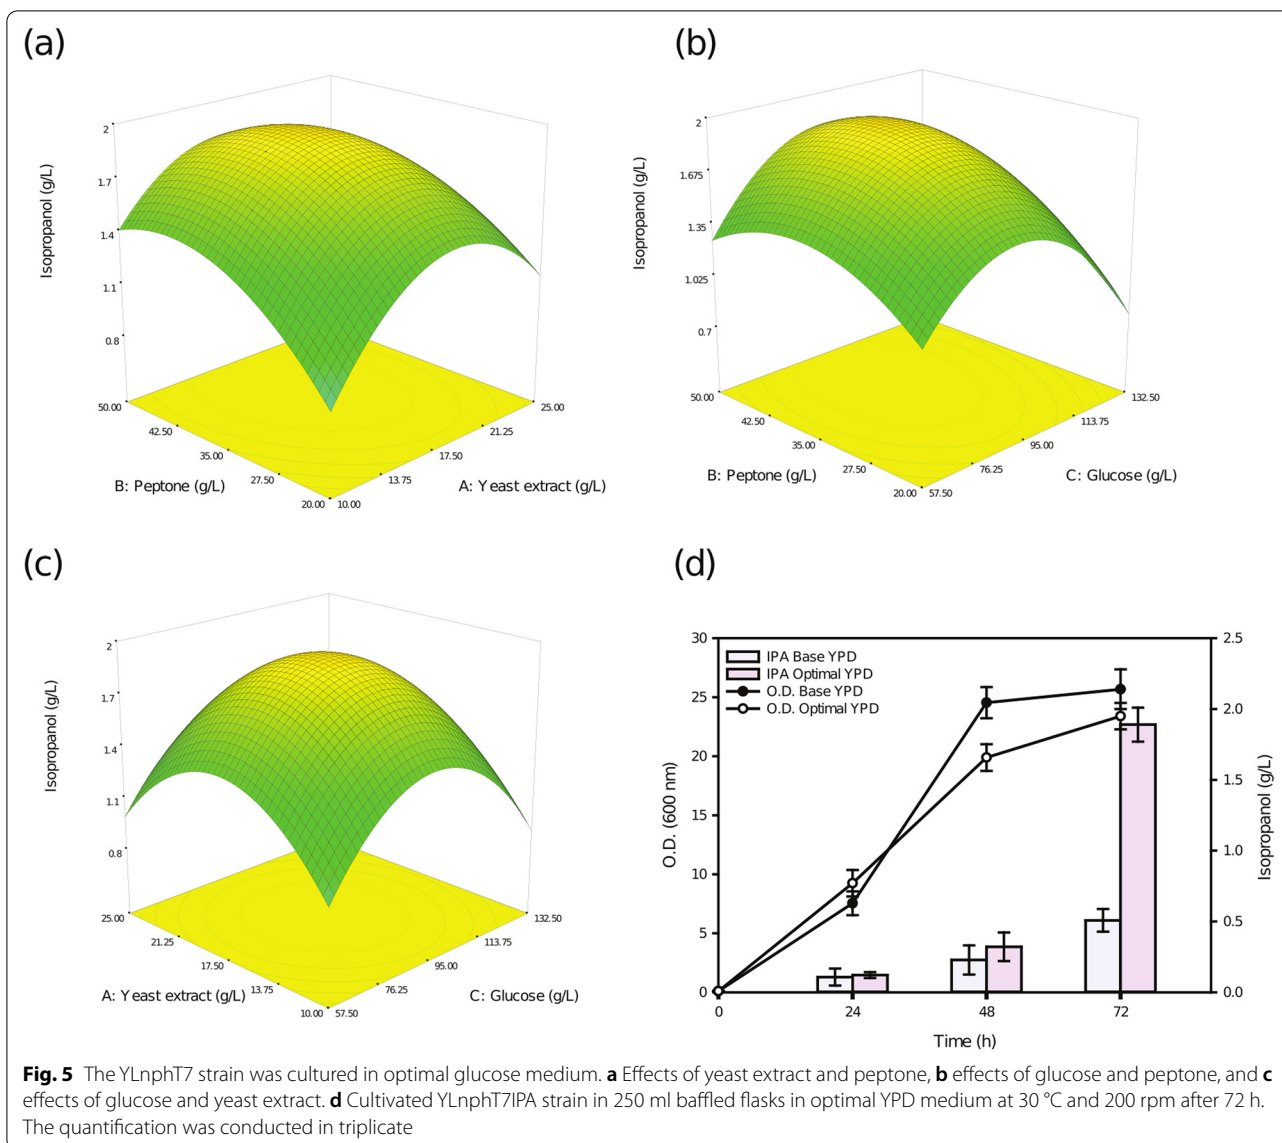 (a)
Isopropanol (g/L)
2
1.7
1.4
1.1
0.8
50.00
42.50
35.00
27.50
20.00
10.00
13.75
17.50
21.25
25.00
B: Peptone (g/L)
A: Yeast extract (g/L)
(b)
Isopropanol (g/L)
2
1.675
1.35
1.025
0.7
50.00
42.50
35.00
27.50
20.00
57.50
76.25
95.00
113.75
132.50
B: Peptone (g/L)
C: Glucose (g/L)
(c)
Isopropanol (g/L)
2
1.7
1.4
1.1
0.8
25.00
21.25
17.50
13.75
10.00
57.50
76.25
95.00
113.75
132.50
A: Yeast extract (g/L)
C: Glucose (g/L)
(d)
O.D. (600 nm)
30
25
20
15
10
5
0
IPA Base YPD
IPA Optimal YPD
O.D. Base YPD
O.D. Optimal YPD
2.5
2.0
1.5
1.0
0.5
0.0
Isopropanol (g/L)
0
24
48
72
Time (h)
Fig. 5 The YLnphT7 strain was cultured in optimal glucose medium. a Effects of yeast extract and peptone, b effects of glucose and peptone, and c
effects of glucose and yeast extract. d Cultivated YLnphT7IPA strain in 250 ml baffled flasks in optimal YPD medium at 30 °C and 200 rpm after 72 h.
The quantification was conducted in triplicate